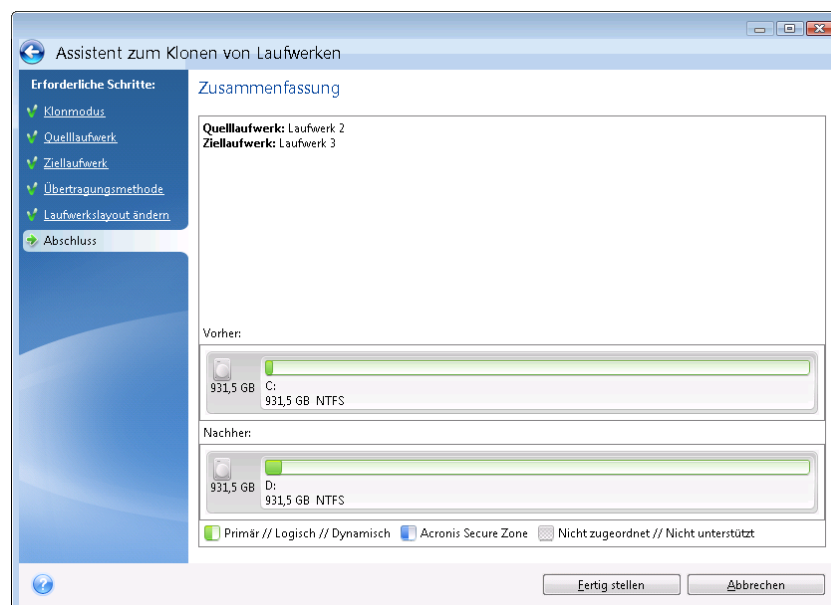 Assistent zum Klonen von Laufwerken
Erforderliche Schritte:
Klonmodus
Quelllaufwerk
Ziellaufwerk
Übertragungsmethode
Laufwerkslayout ändern
Abschluss
Zusammenfassung
Quelllaufwerk: Laufwerk 2
Ziellaufwerk: Laufwerk 3
Vorher:
931,5 GB
C:
931,5 GB NTFS
Nachher:
931,5 GB
D:
931,5 GB NTFS
Primär // Logisch // Dynamisch Acronis Secure Zone Nicht zugeordnet // Nicht unterstützt
Fertig stellen Abbrechen